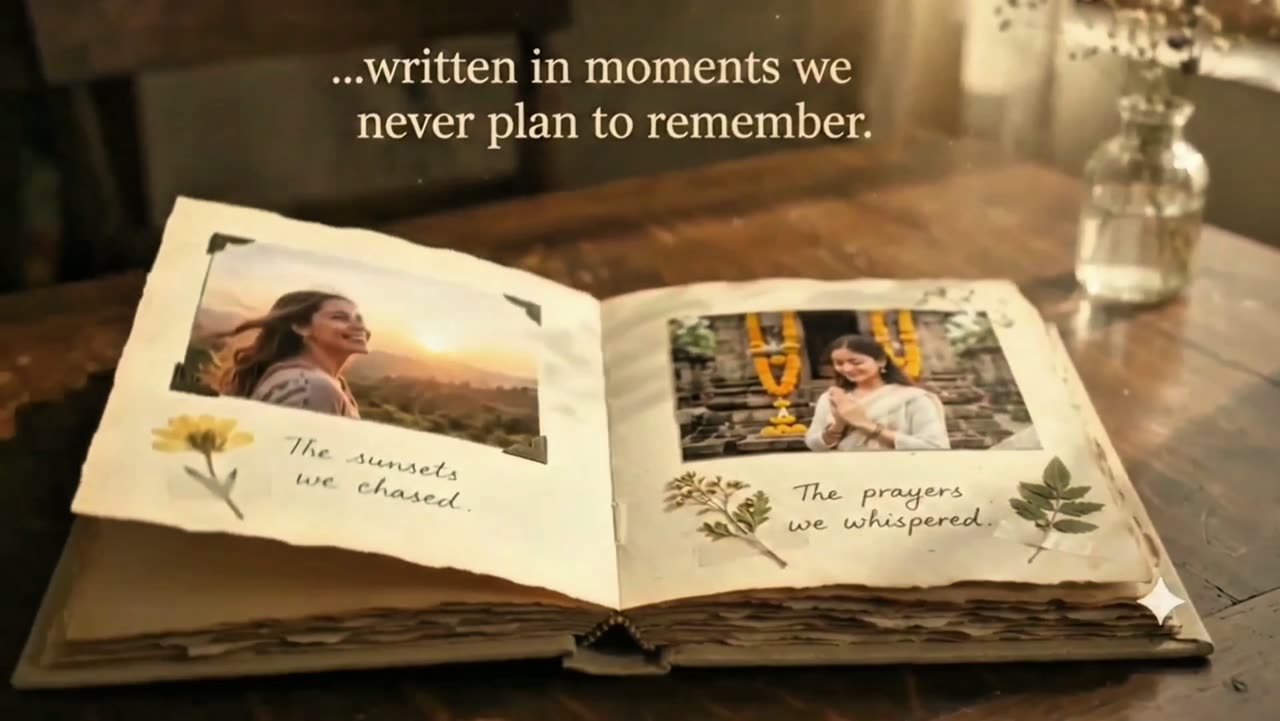 ...written in moments we
never plan to remember.
The sunsets
we chased.
The prayers
we whispered.